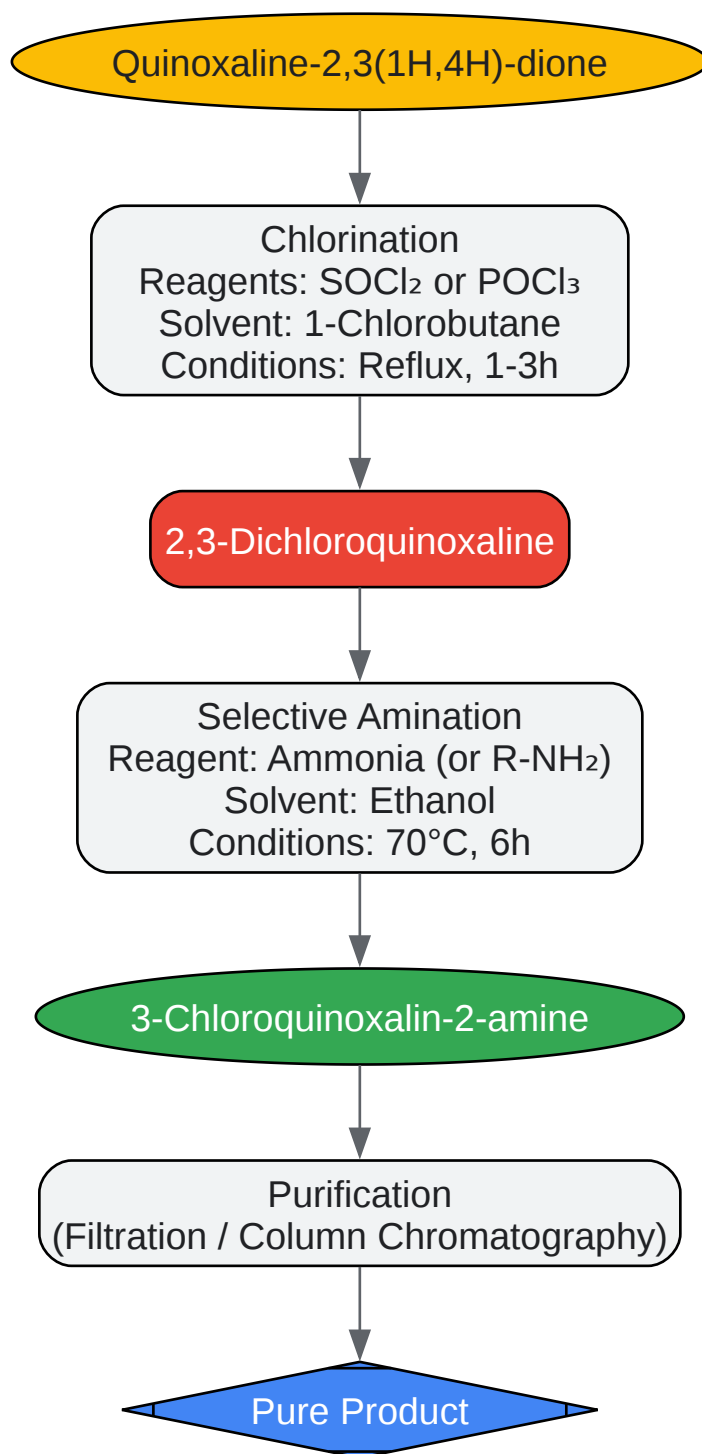 Quinoxaline-2,3(1H,4H)-dione
Chlorination
Reagents: SOCl₂ or POCl₃
Solvent: 1-Chlorobutane
Conditions: Reflux, 1-3h
2,3-Dichloroquinoxaline
Selective Amination
Reagent: Ammonia (or R-NH₂)
Solvent: Ethanol
Conditions: 70°C, 6h
3-Chloroquinoxalin-2-amine
Purification
(Filtration / Column Chromatography)
Pure Product